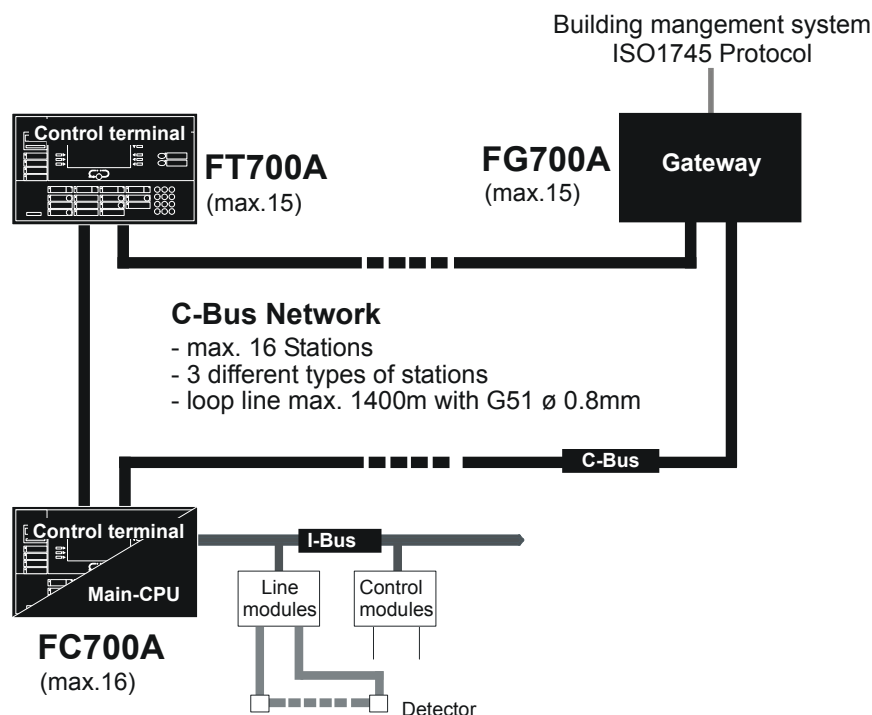 Building mangement system
ISO1745 Protocol
Control terminal
FT700A
(max.15)
FG700A
(max.15)
Gateway
C-Bus Network
- max. 16 Stations
- 3 different types of stations
- loop line max. 1400m with G51 ø 0.8mm
C-Bus
Control terminal
Main-CPU
I-Bus
Line
modules
Control
modules
FC700A
(max.16)
Detector